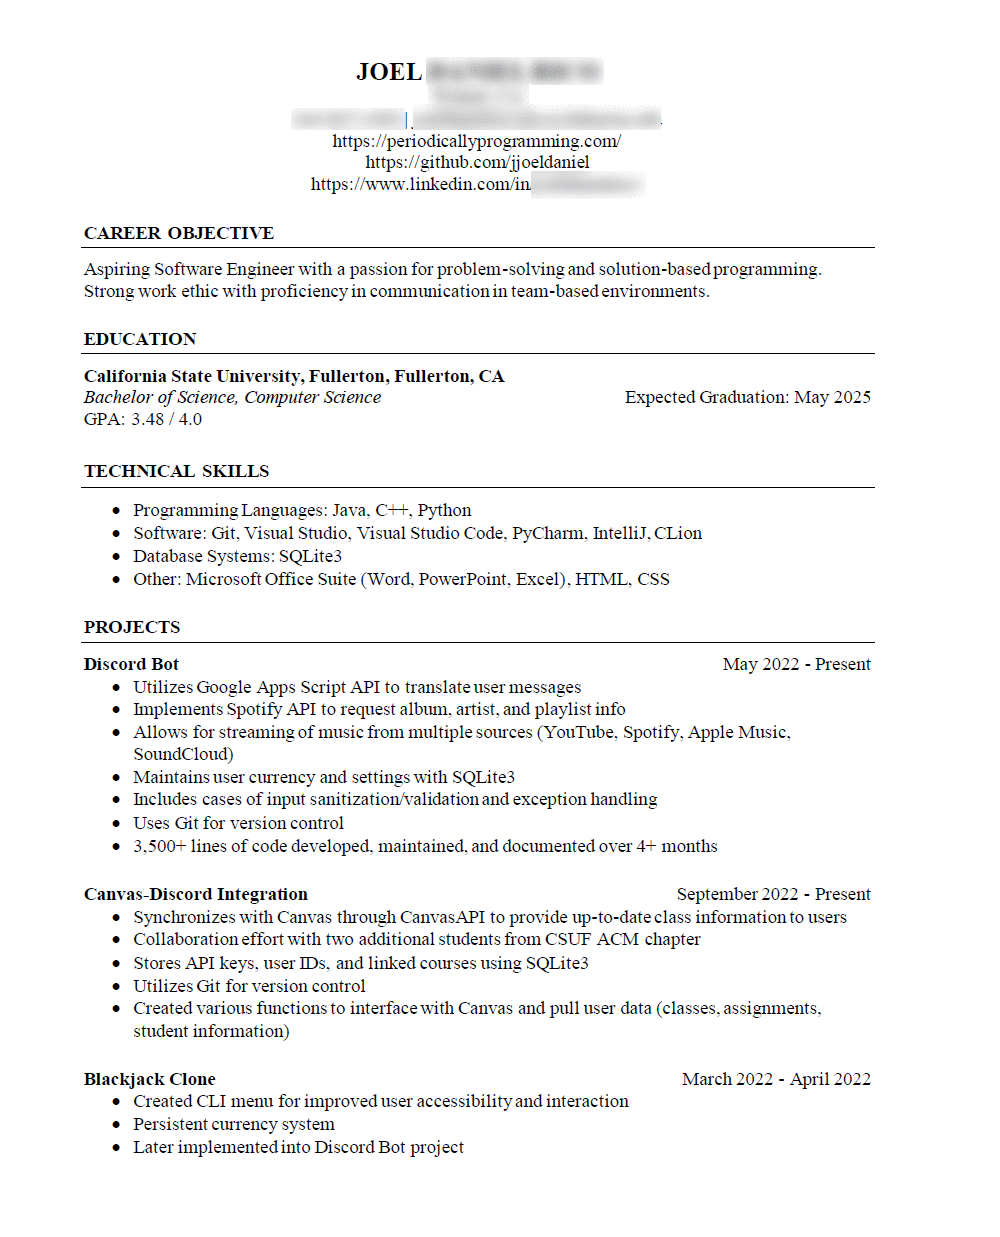 JOEL
|
https://periodicallyprogramming.com/
https://github.com/jjoeldaniel
https://www.linkedin.com/in/
CAREER OBJECTIVE
Aspiring Software Engineer with a passion for problem-solving and solution-based programming.
Strong work ethic with proficiency in communication in team-based environments.
EDUCATION
California State University, Fullerton, Fullerton, CA
Bachelor of Science, Computer Science Expected Graduation: May 2025
GPA: 3.48 / 4.0
TECHNICAL SKILLS
• Programming Languages: Java, C++, Python
• Software: Git, Visual Studio, Visual Studio Code, PyCharm, IntelliJ, CLion
• Database Systems: SQLite3
• Other: Microsoft Office Suite (Word, PowerPoint, Excel), HTML, CSS
PROJECTS
Discord Bot May 2022 - Present
• Utilizes Google Apps Script API to translate user messages
• Implements Spotify API to request album, artist, and playlist info
• Allows for streaming of music from multiple sources (YouTube, Spotify, Apple Music,
SoundCloud)
• Maintains user currency and settings with SQLite3
• Includes cases of input sanitization/validation and exception handling
• Uses Git for version control
• 3,500+ lines of code developed, maintained, and documented over 4+ months
Canvas-Discord Integration September 2022 - Present
• Synchronizes with Canvas through CanvasAPI to provide up-to-date class information to users
• Collaboration effort with two additional students from CSUF ACM chapter
• Stores API keys, user IDs, and linked courses using SQLite3
• Utilizes Git for version control
• Created various functions to interface with Canvas and pull user data (classes, assignments,
student information)
Blackjack Clone March 2022 - April 2022
• Created CLI menu for improved user accessibility and interaction
• Persistent currency system
• Later implemented into Discord Bot project